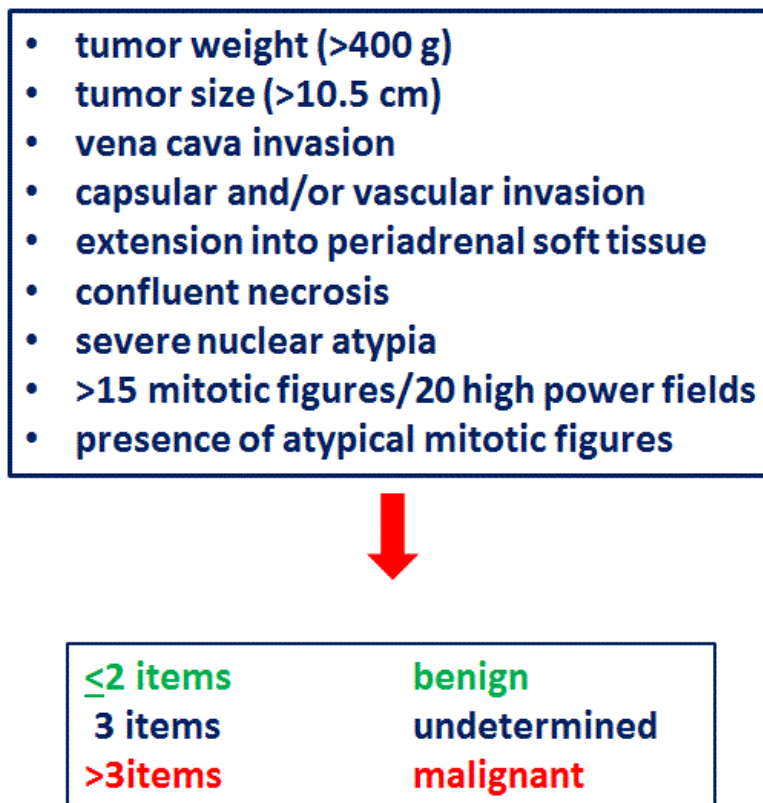 • tumor weight (>400 g)
• tumor size (>10.5 cm)
• vena cava invasion
• capsular and/or vascular invasion
• extension into periadrenal soft tissue
• confluent necrosis
• severe nuclear atypia
• >15 mitotic figures/20 high power fields
• presence of atypical mitotic figures
≤2 items benign
3 items undetermined
>3items malignant